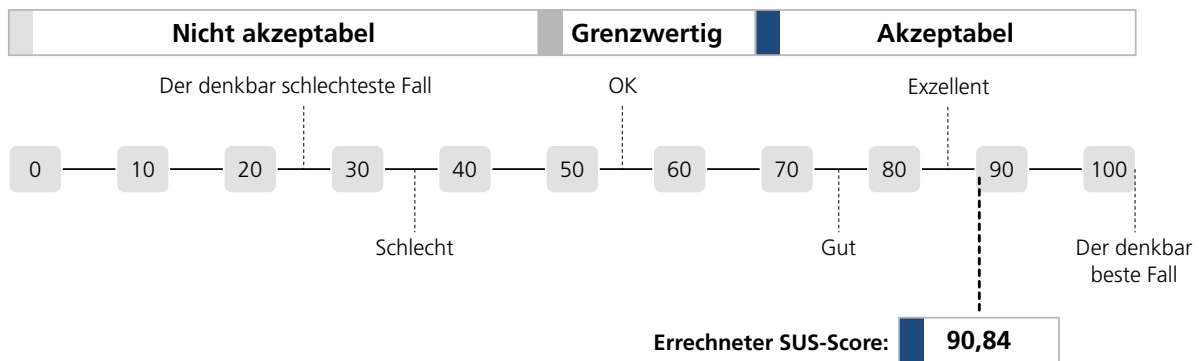 Nicht akzeptabel Grenzwertig Akzeptabel
Der denkbar schlechteste Fall OK Exzellent
0 10 20 30 40 50 60 70 80 90 100
Schlecht Gut Der denkbar
beste Fall
Errechneter SUS-Score: 90,84